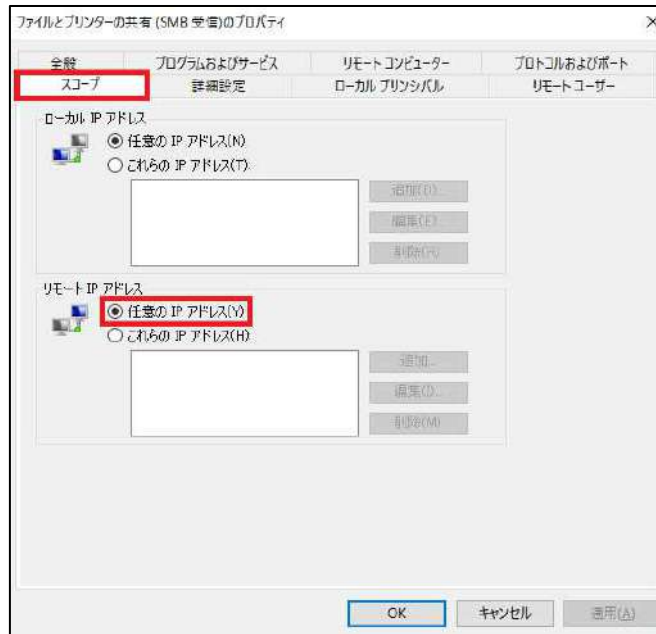 ファイルとプリンターの共有 (SMB 受信)のプロパティ
全般 プログラムおよびサービス リモート コンピューター プロトコルおよびポート
スコープ 詳細設定 ローカル プリンシパル リモート ユーザー
ローカル IP アドレス
任意の IP アドレス(N)
これらの IP アドレス(T):
追加(D)...
編集(E)...
削除(R)
リモート IP アドレス
任意の IP アドレス(Y)
これらの IP アドレス(H)
追加...
編集(I)...
削除(M)
OK キャンセル 適用(A)